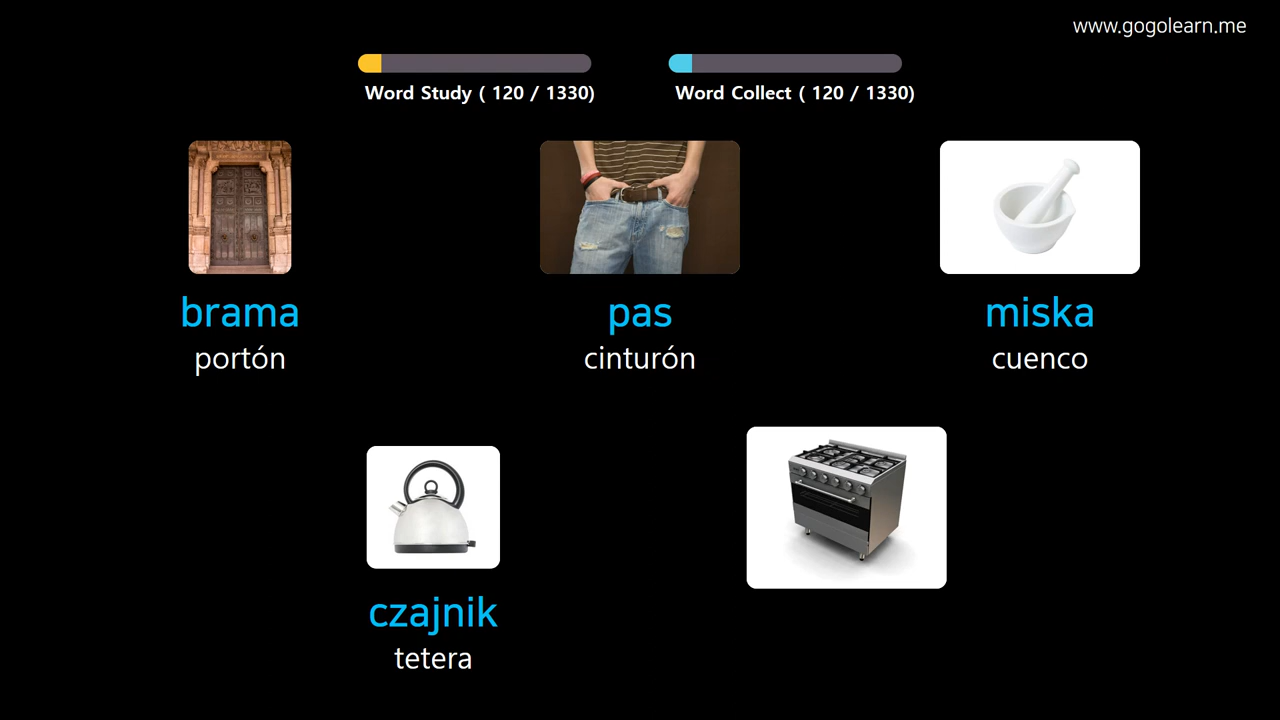 www.gogolearn.me
Word Study ( 120 / 1330)
Word Collect ( 120 / 1330)
brama
portón
pas
cinturón
miska
cuenco
czajnik
tetera